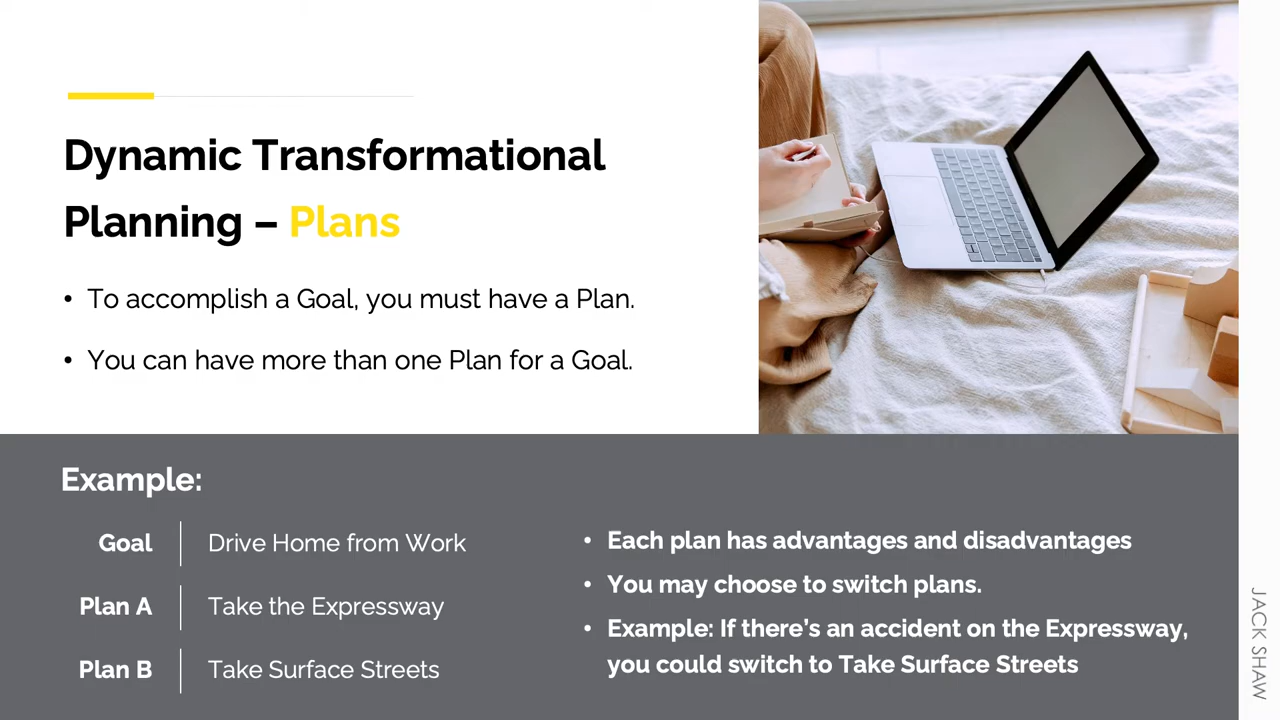 Dynamic Transformational
Planning – Plans
• To accomplish a Goal, you must have a Plan.
• You can have more than one Plan for a Goal.
Example:
Goal Drive Home from Work
Plan A Take the Expressway
Plan B Take Surface Streets
• Each plan has advantages and disadvantages
• You may choose to switch plans.
• Example: If there's an accident on the Expressway,
you could switch to Take Surface Streets
JACK SHAW